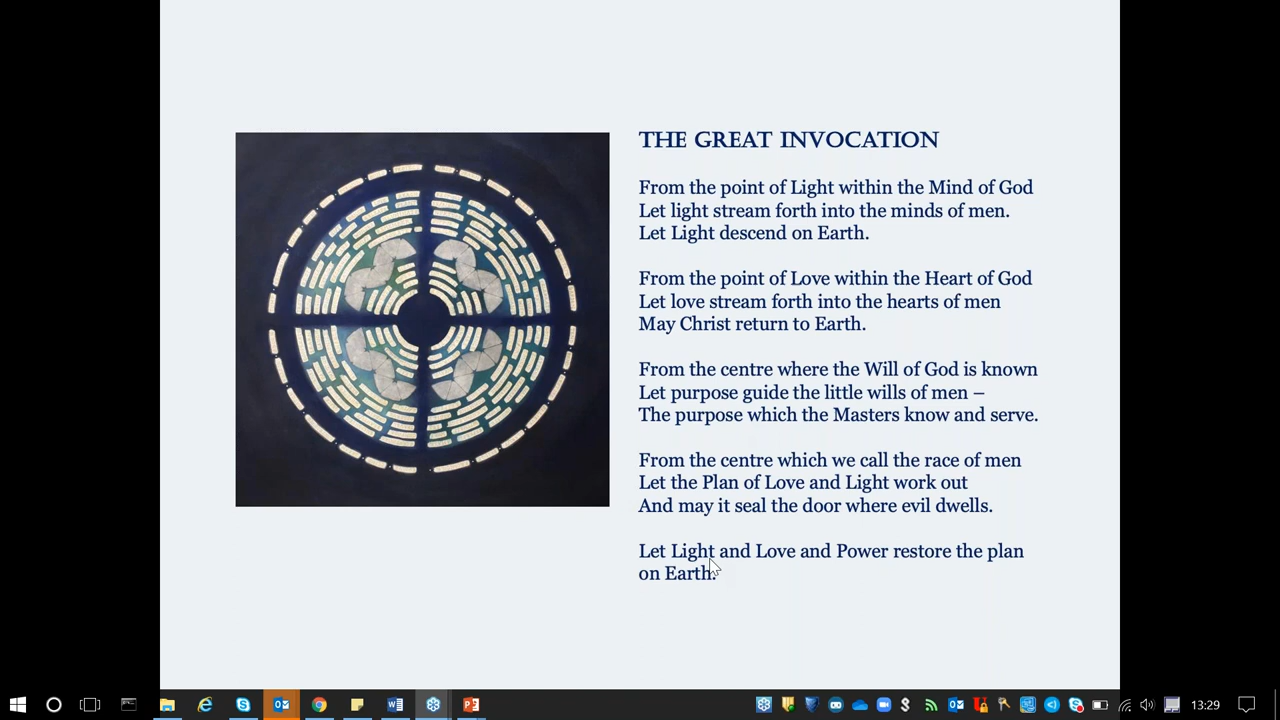 THE GREAT INVOCATION
From the point of Light within the Mind of God
Let light stream forth into the minds of men.
Let Light descend on Earth.
From the point of Love within the Heart of God
Let love stream forth into the hearts of men
May Christ return to Earth.
From the centre where the Will of God is known
Let purpose guide the little wills of men –
The purpose which the Masters know and serve.
From the centre which we call the race of men
Let the Plan of Love and Light work out
And may it seal the door where evil dwells.
Let Light and Love and Power restore the plan
on Earth.
13:29